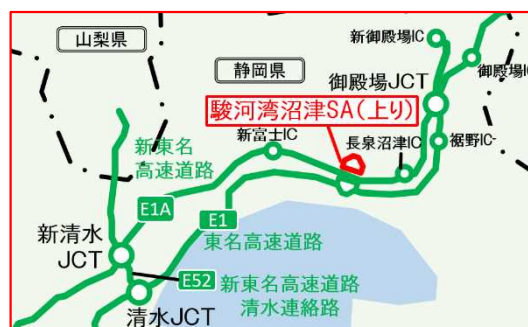 山梨県
静岡県
新御殿場IC
御殿場JCT
御殿場IC
駿河湾沼津SA(上り)
新富士IC
長泉沼津IC
裾野IC
新東名
高速道路
E1A
E1
東名高速道路
新清水
JCT
E52
新東名高速道路
清水連絡路
清水JCT